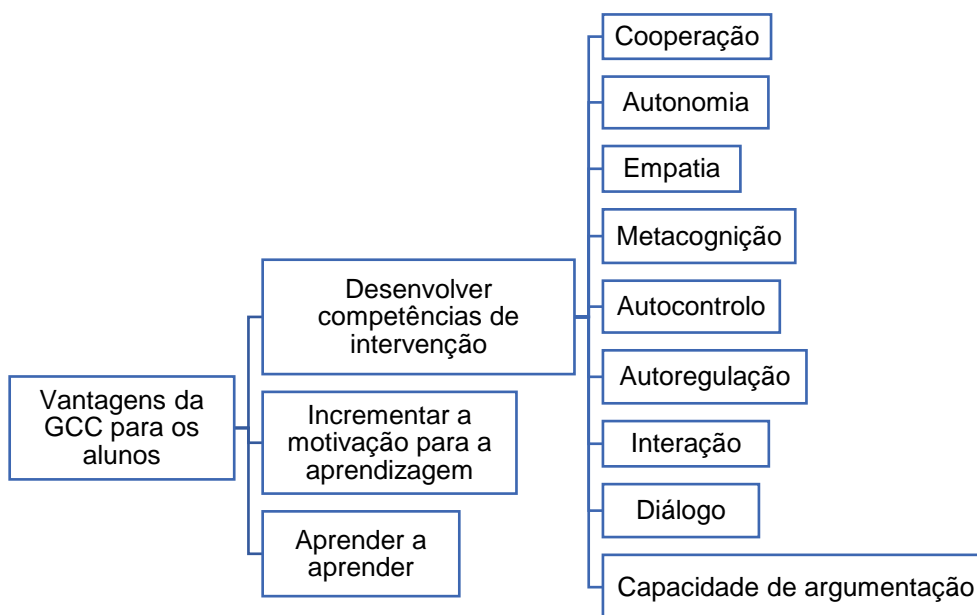 Vantagens da
GCC para os
alunos
Desenvolver
competências de
intervenção
Incrementar a
motivação para a
aprendizagem
Aprender a
aprender
Cooperação
Autonomia
Empatia
Metacognição
Autocontrolo
Autoregulação
Interação
Diálogo
Capacidade de argumentação